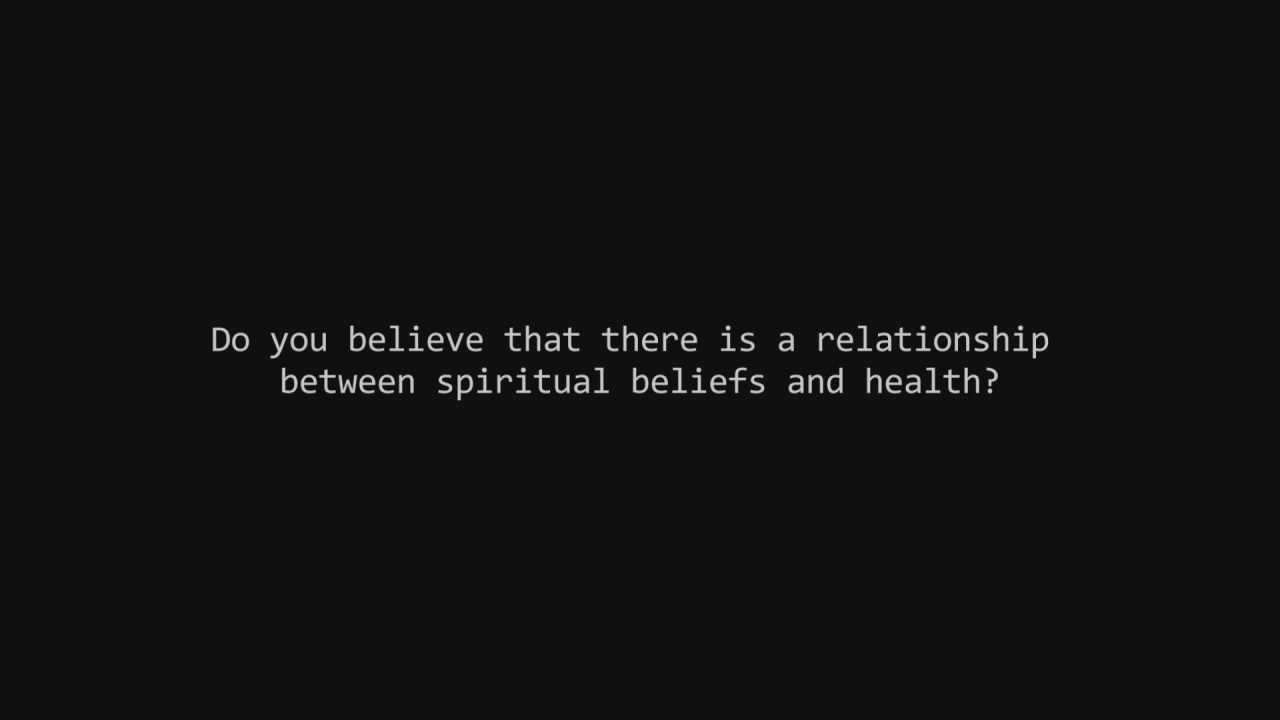 Do you believe that there is a relationship
between spiritual beliefs and health?